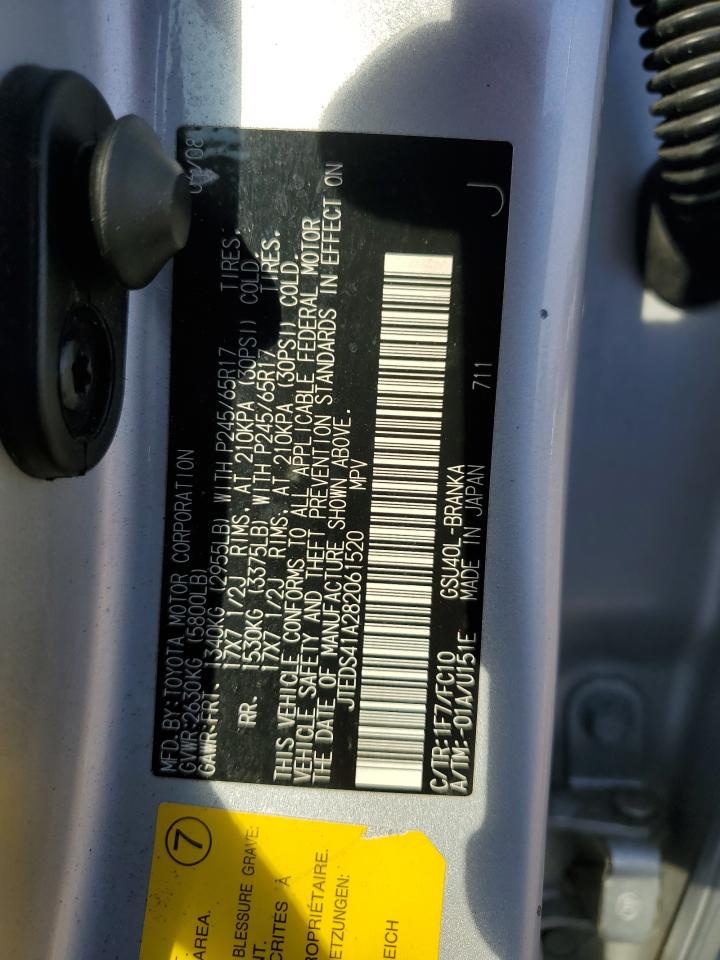 MFD. BY: TOYOTA MOTOR CORPORATION /08
GVWR: 2630KG (5800LB)
GAWR: FRT. 1340KG (2955LB) WITH P245/65R17 TIRES.
17X7 1/2J RIMS, AT 210KPA (30PSI) COLD.
RR. 1530KG (3375LB) WITH P245/65R17 TIRES.
17X7 1/2J RIMS, AT 210KPA (30PSI) COLD.
THIS VEHICLE CONFORMS TO ALL APPLICABLE FEDERAL MOTOR
VEHICLE SAFETY AND THEFT PREVENTION STANDARDS IN EFFECT ON
THE DATE OF MANUFACTURE SHOWN ABOVE.
JTEDS41A282061520 MPV
C/TR: 1F7/FC10 GSU40L-BRANKA
A/TM: -01A/U151E MADE IN JAPAN 711 J
7
AREA.
BLESSURE GRAVE:
NT.
CRITÉS À
OPRIÉTAIRE.
ETZUNGEN:
EICH